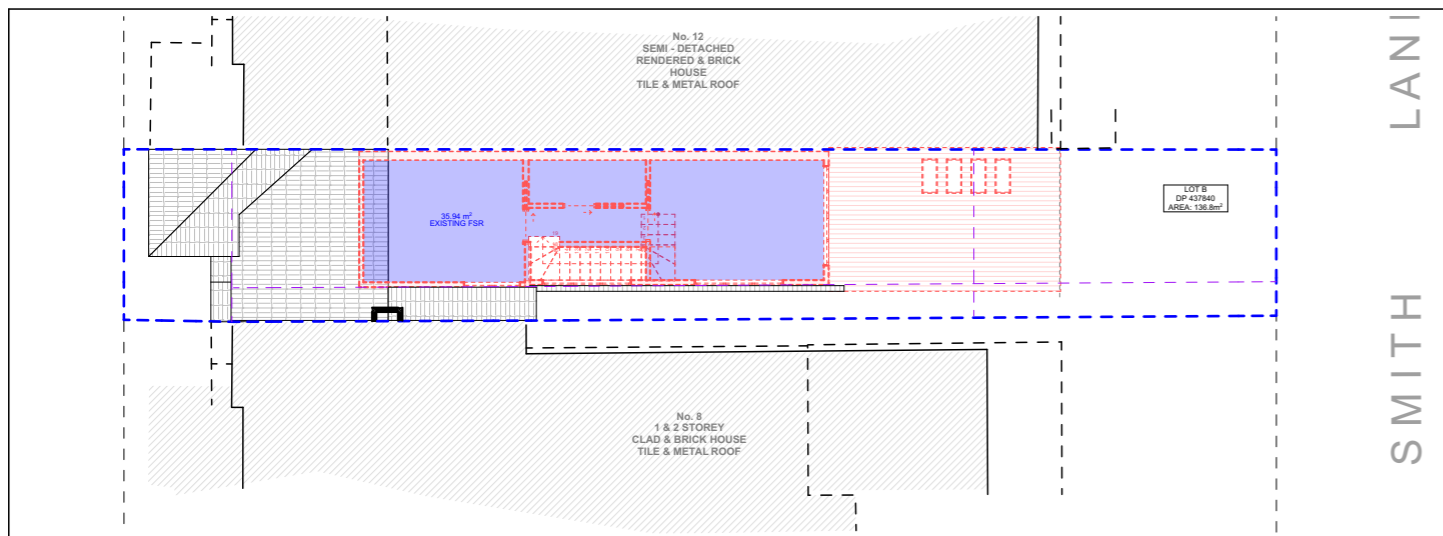 No. 12
SEMI - DETACHED
RENDERED & BRICK
HOUSE
TILE & METAL ROOF
SMITH LAN
35.94 m²
EXISTING FSR
LOT B
DP 437840
AREA: 136.8m²
No. 8
1 & 2 STOREY
CLAD & BRICK HOUSE
TILE & METAL ROOF